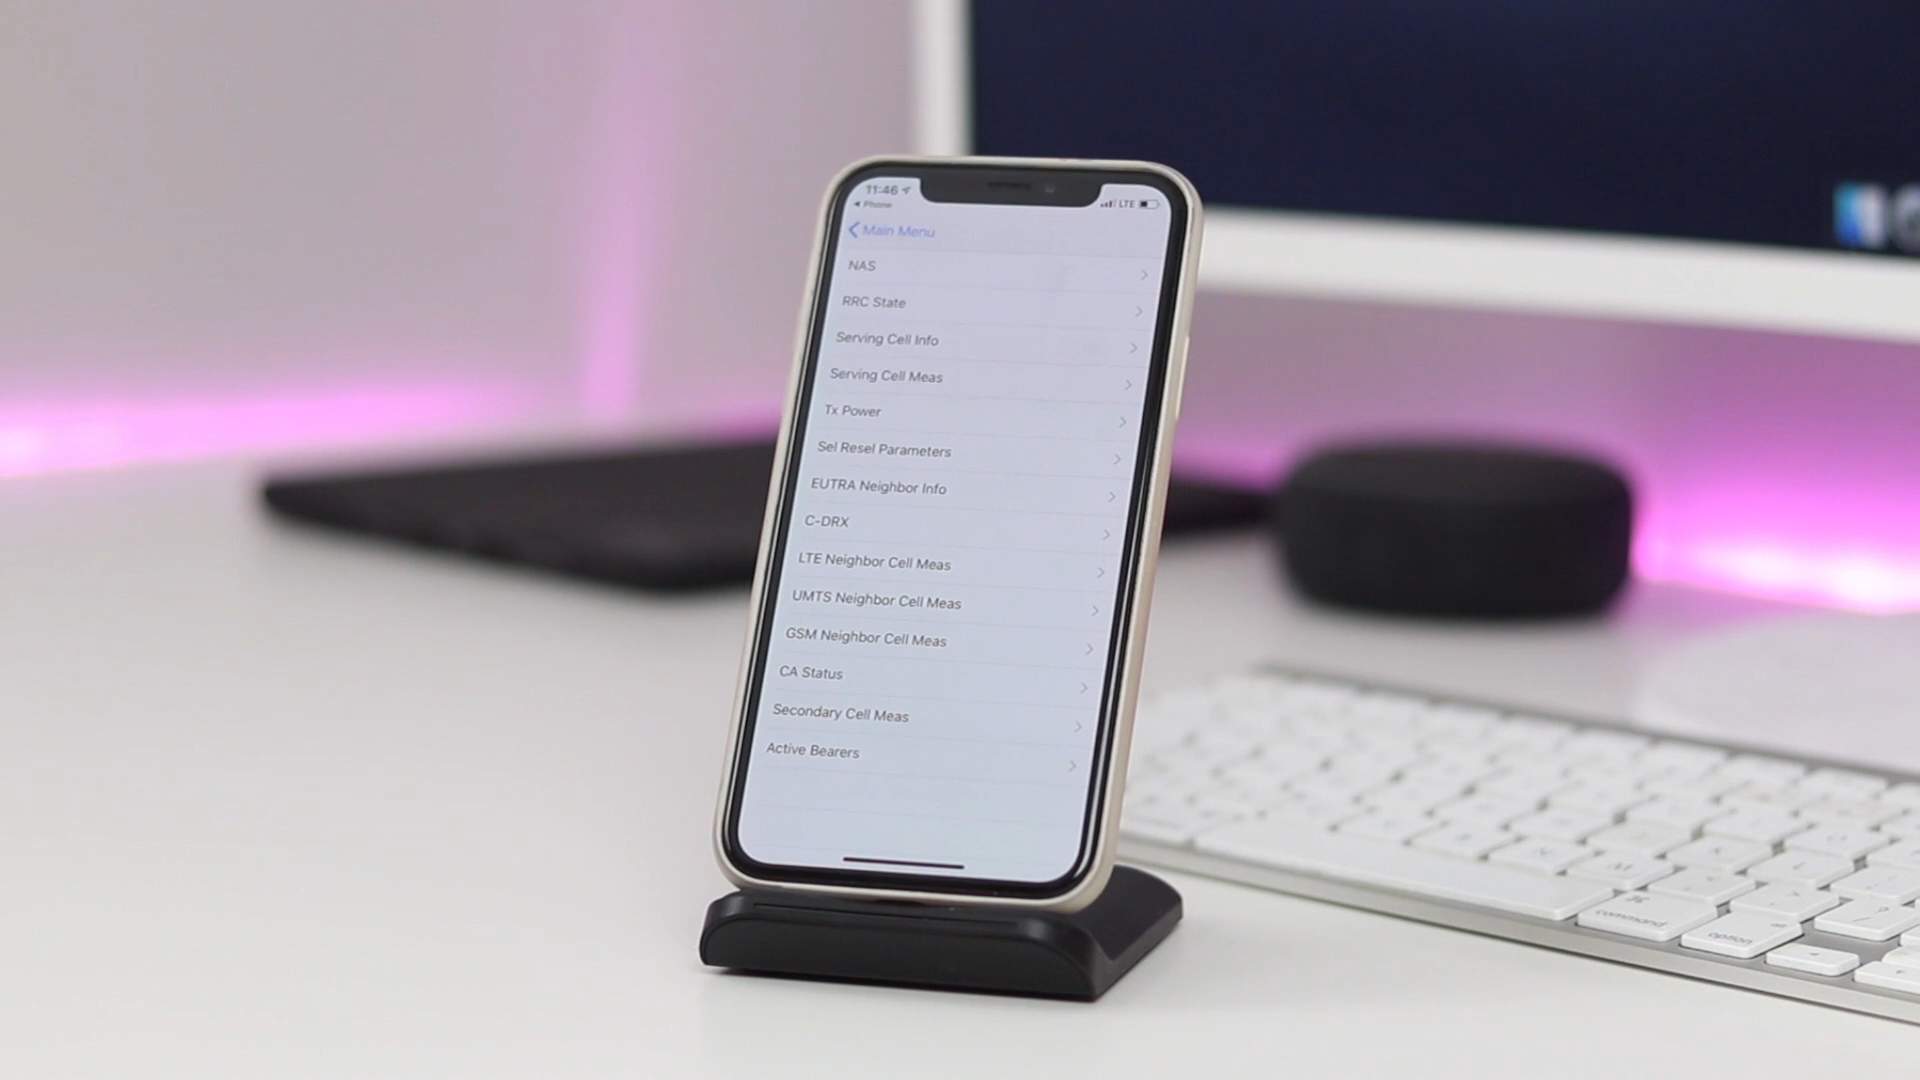 11:46
Phone
LTE
Main Menu
NAS
RRC State
Serving Cell Info
Serving Cell Meas
Tx Power
Sel Resel Parameters
EUTRA Neighbor Info
C-DRX
LTE Neighbor Cell Meas
UMTS Neighbor Cell Meas
GSM Neighbor Cell Meas
CA Status
Secondary Cell Meas
Active Bearers
command
option